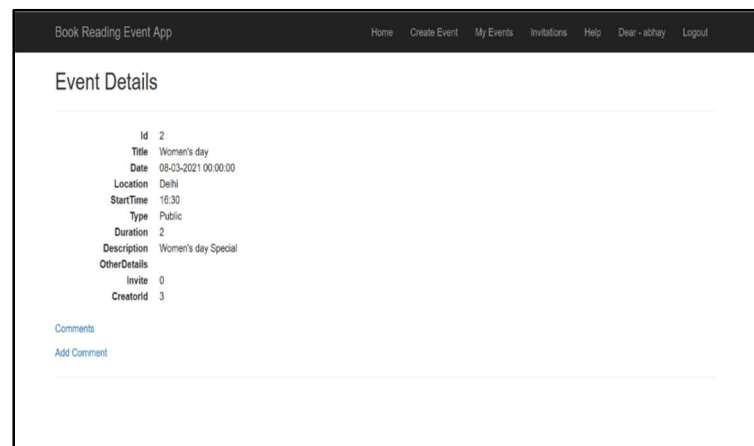 Book Reading Event App Home Create Event My Events Invitations Help Dear - abhay Logout
Event Details
Id 2
Title Women's day
Date 08-03-2021 00:00:00
Location Delhi
StartTime 16:30
Type Public
Duration 2
Description Women's day Special
OtherDetails
Invite 0
CreatorId 3
Comments
Add Comment